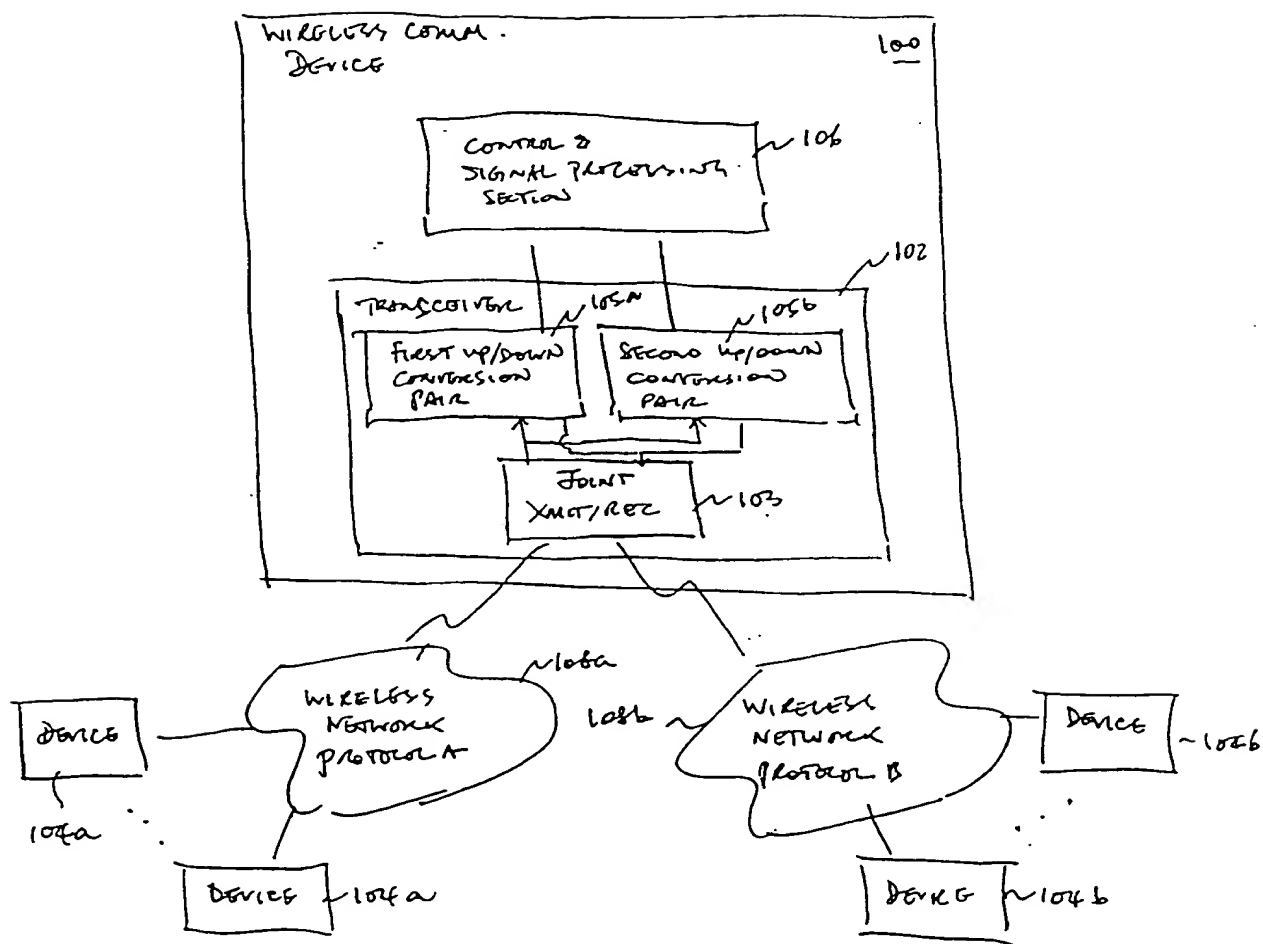 WIRELESS COMM.
DEVICE
100
CONTROL &
SIGNAL PROCESSING
SECTION
106
102
TRANSCEIVER
105a
105b
FIRST UP/DOWN
CONVERSION
PAIR
SECOND UP/DOWN
CONVERSION
PAIR
JOINT
XMIT/REC
103
108a
WIRELESS
NETWORK
PROTOCOL A
108b
WIRELESS
NETWORK
PROTOCOL B
DEVICE
104a
DEVICE
104b
DEVICE
104a
DEVICE
104b